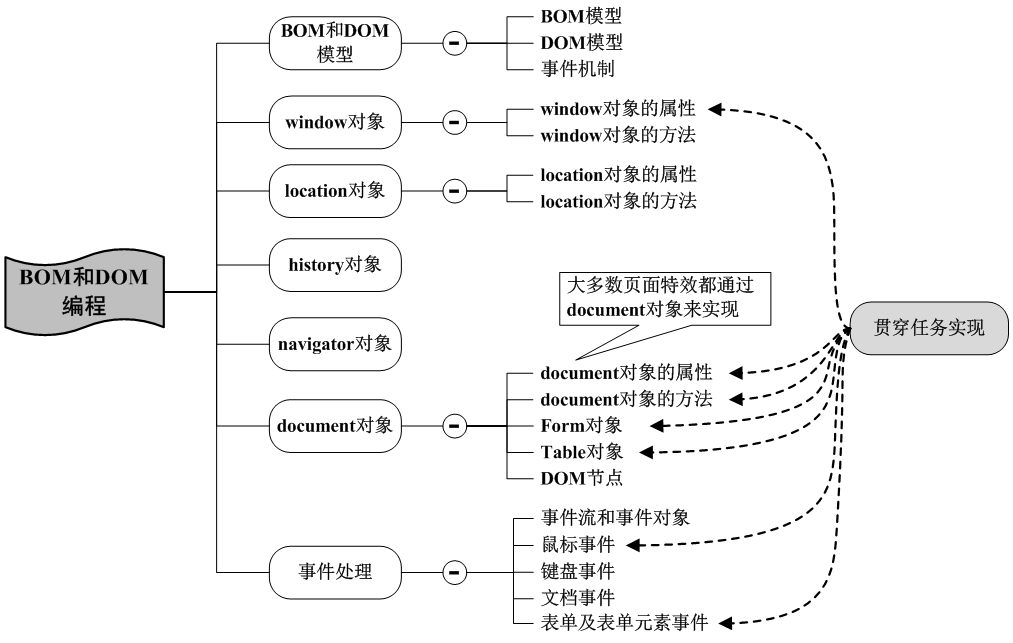 BOM和DOM
编程
BOM和DOM
模型
BOM模型
DOM模型
事件机制
window对象
window对象的属性
window对象的方法
location对象
location对象的属性
location对象的方法
history对象
navigator对象
大多数页面特效都通过
document对象来实现
document对象
document对象的属性
document对象的方法
Form对象
Table对象
DOM节点
事件处理
事件流和事件对象
鼠标事件
键盘事件
文档事件
表单及表单元素事件
贯穿任务实现